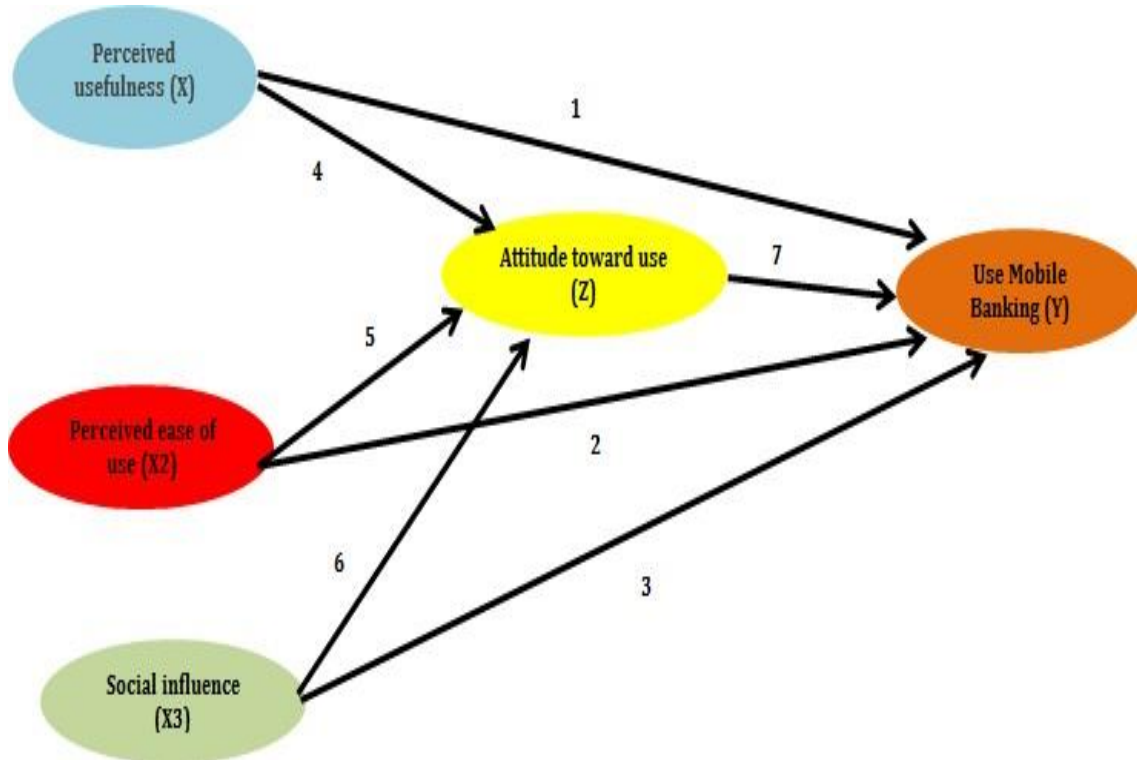 Perceived
usefulness (X)
1
4
Attitude toward use
(Z)
7
Use Mobile
Banking (Y)
5
Perceived ease of
use (X2)
2
6
3
Social influence
(X3)